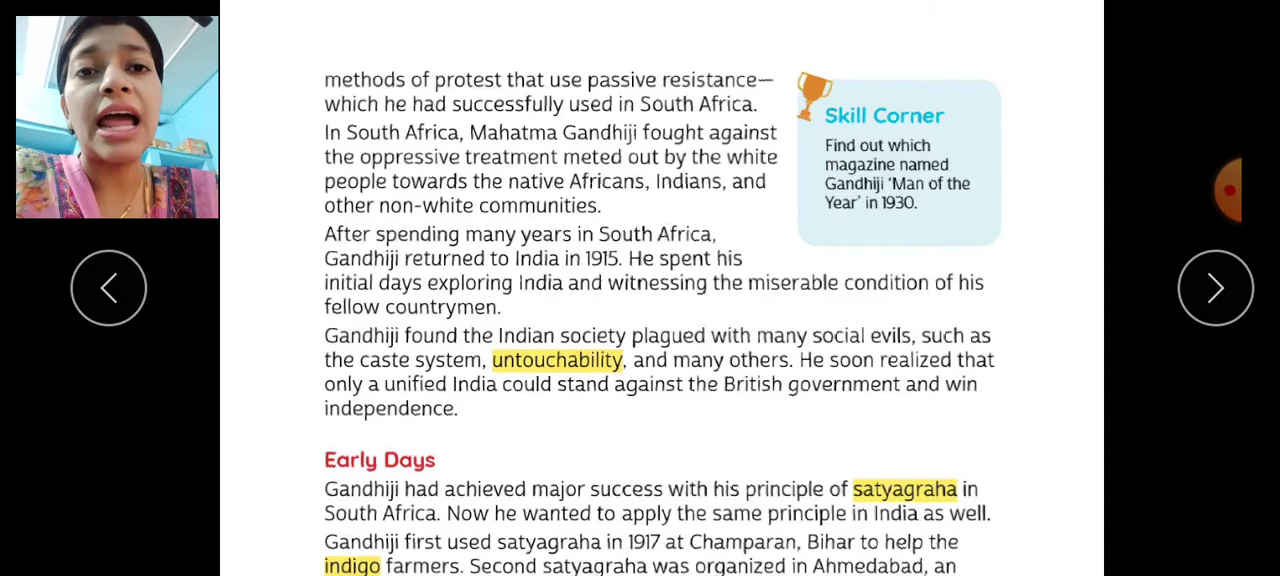 methods of protest that use passive resistance—
which he had successfully used in South Africa.
In South Africa, Mahatma Gandhiji fought against
the oppressive treatment meted out by the white
people towards the native Africans, Indians, and
other non-white communities.
After spending many years in South Africa,
Gandhiji returned to India in 1915. He spent his
initial days exploring India and witnessing the miserable condition of his
fellow countrymen.
Gandhiji found the Indian society plagued with many social evils, such as
the caste system, untouchability, and many others. He soon realized that
only a unified India could stand against the British government and win
independence.
Skill Corner
Find out which
magazine named
Gandhiji ‘Man of the
Year’ in 1930.
Early Days
Gandhiji had achieved major success with his principle of satyagraha in
South Africa. Now he wanted to apply the same principle in India as well.
Gandhiji first used satyagraha in 1917 at Champaran, Bihar to help the
indigo farmers. Second satyagraha was organized in Ahmedabad, an